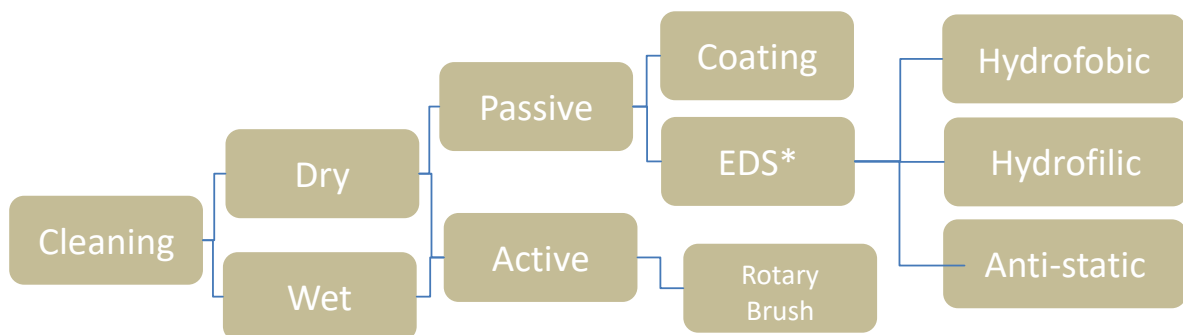 Cleaning
Dry
Wet
Passive
Active
Coating
EDS*
Rotary
Brush
Hydrofobic
Hydrofilic
Anti-static